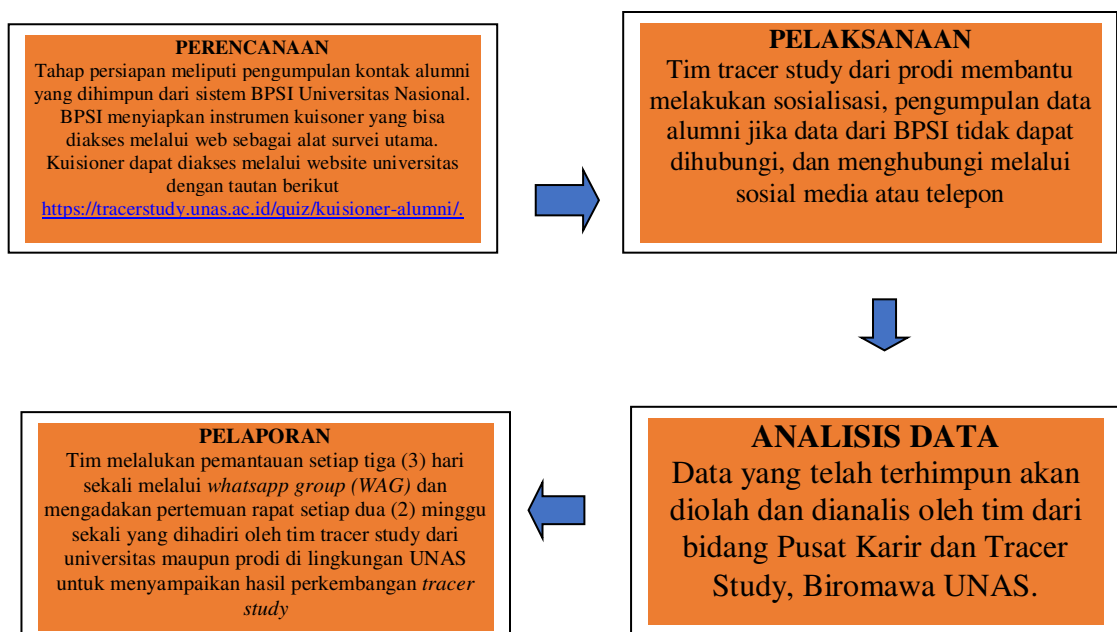 PERENCANAAN
Tahap persiapan meliputi pengumpulan kontak alumni
yang dihimpun dari sistem BPSI Universitas Nasional.
BPSI menyiapkan instrumen kuisoner yang bisa
diakses melalui web sebagai alat survei utama.
Kuisioner dapat diakses melalui website universitas
dengan tautan berikut
https://tracerstudy.unas.ac.id/quiz/kuisioner-alumni/.
PELAKSANAAN
Tim tracer study dari prodi membantu
melakukan sosialisasi, pengumpulan data
alumni jika data dari BPSI tidak dapat
dihubungi, dan menghubungi melalui
sosial media atau telepon
ANALISIS DATA
Data yang telah terhimpun akan
diolah dan dianalis oleh tim dari
bidang Pusat Karir dan Tracer
Study, Biromawa UNAS.
PELAPORAN
Tim melalukan pemantauan setiap tiga (3) hari
sekali melalui whatsapp group (WAG) dan
mengadakan pertemuan rapat setiap dua (2) minggu
sekali yang dihadiri oleh tim tracer study dari
universitas maupun prodi di lingkungan UNAS
untuk menyampaikan hasil perkembangan tracer
study